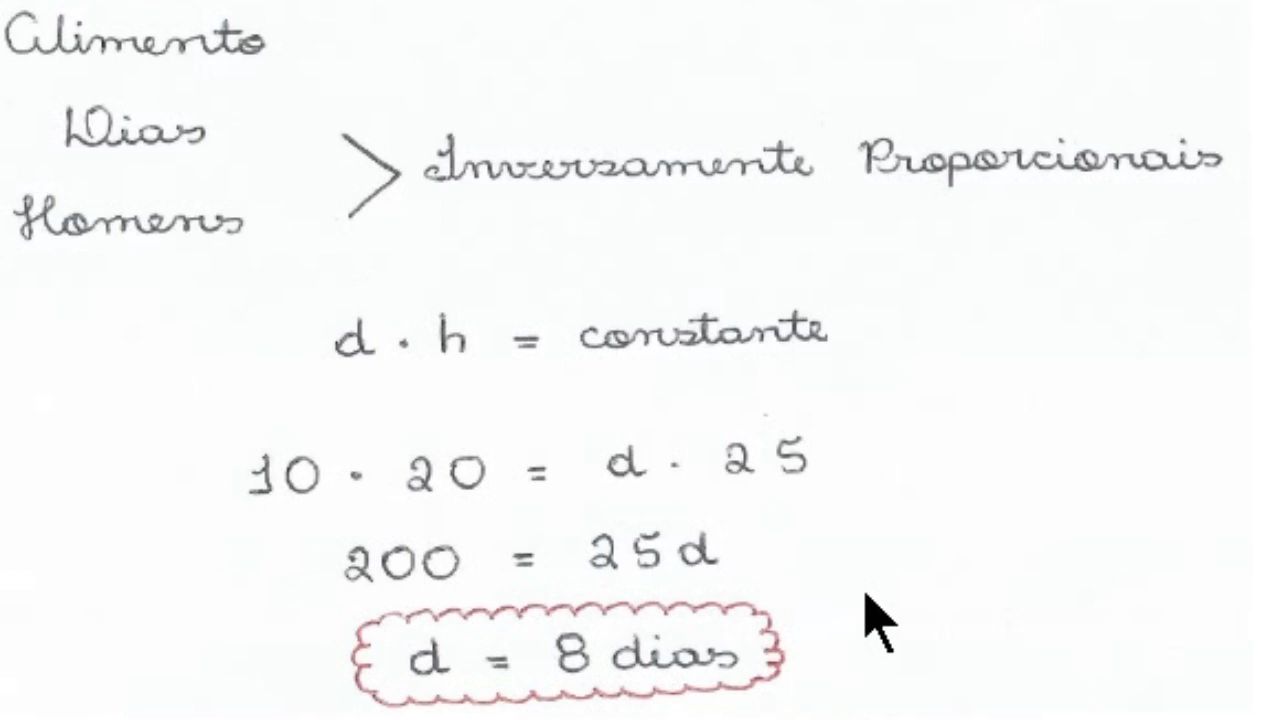 Alimento
Dias
Homens
> Inversamente Proporcionais
d . h = constante
10 . 20 = d . 25
200 = 25d
d = 8 dias